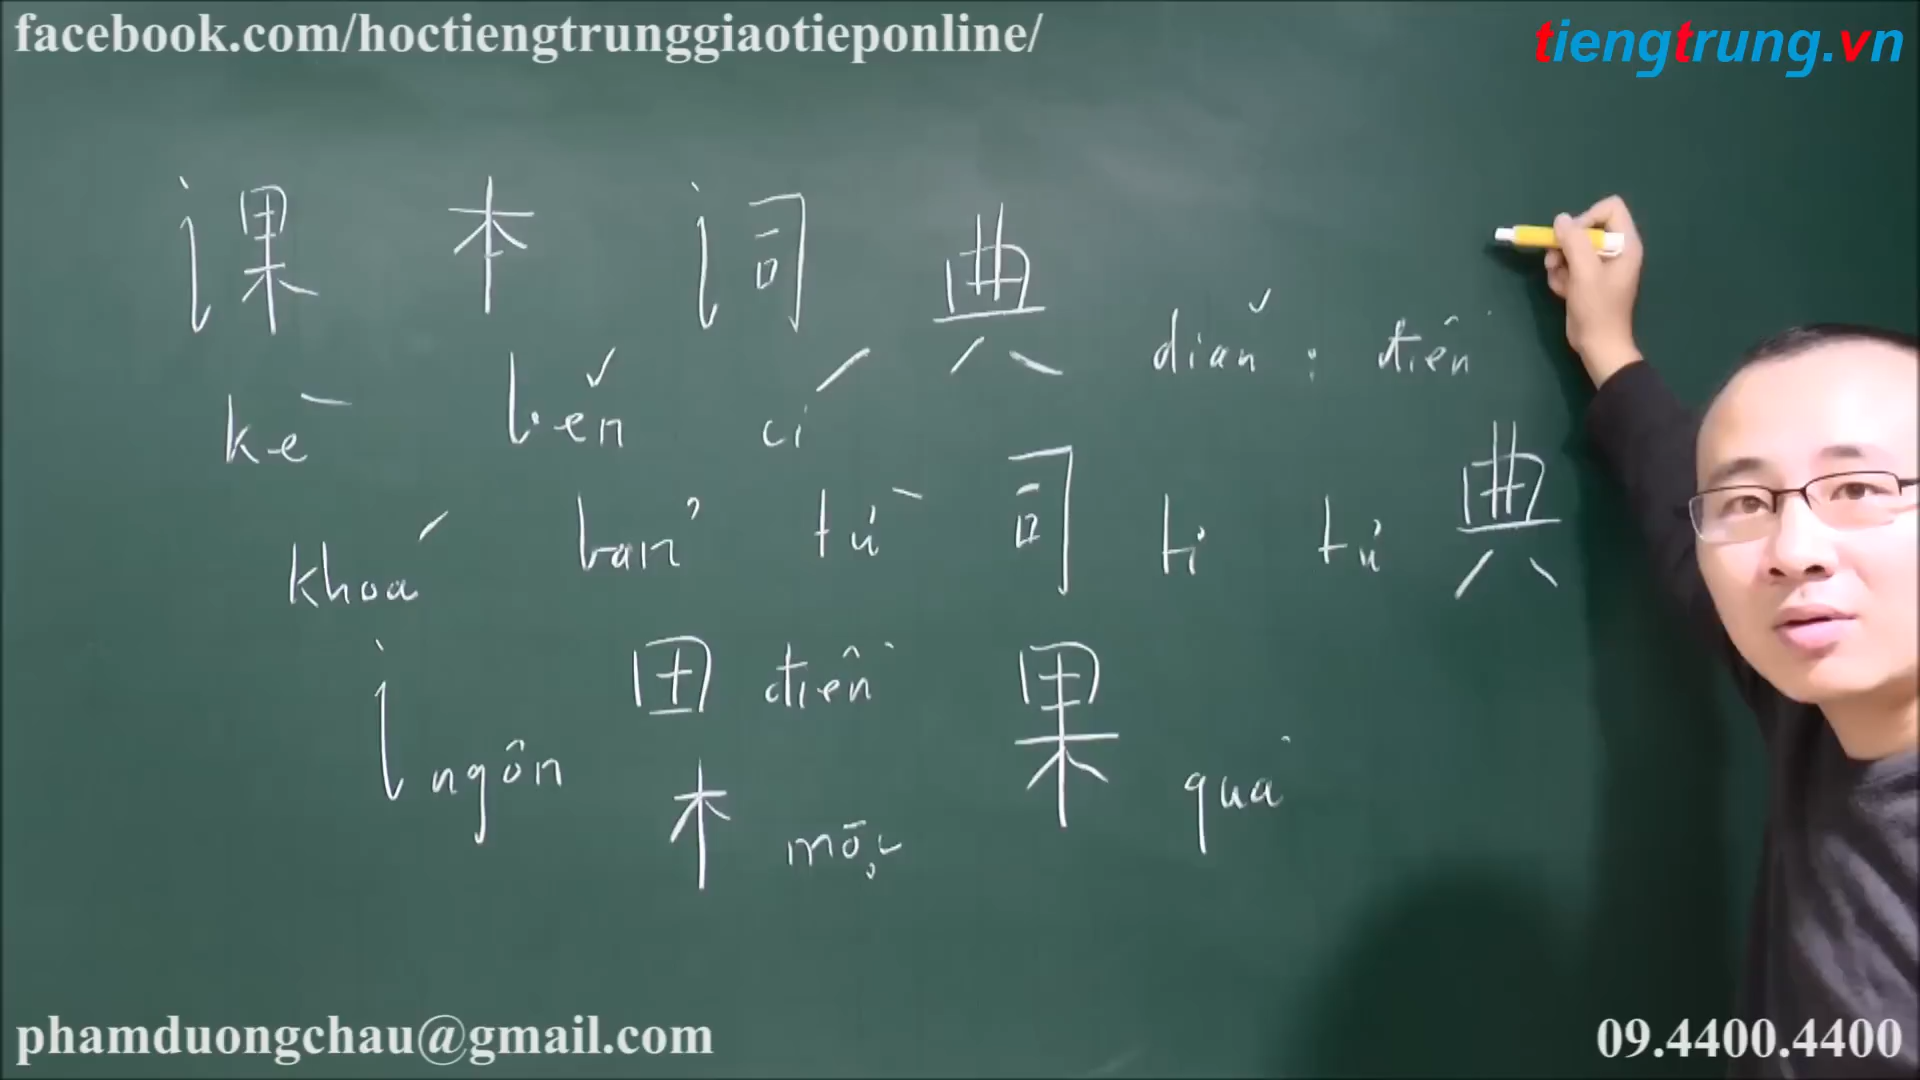 facebook.com/hoctiengtrunggiaotieponline/
tiengtrung.vn
课 本 词 典
kè běn cí diǎn : điển
khoá bản từ 司 ti tư 典
讠 ngôn 田 điền 果 quả
木 mộc
phamduongchau@gmail.com
09.4400.4400